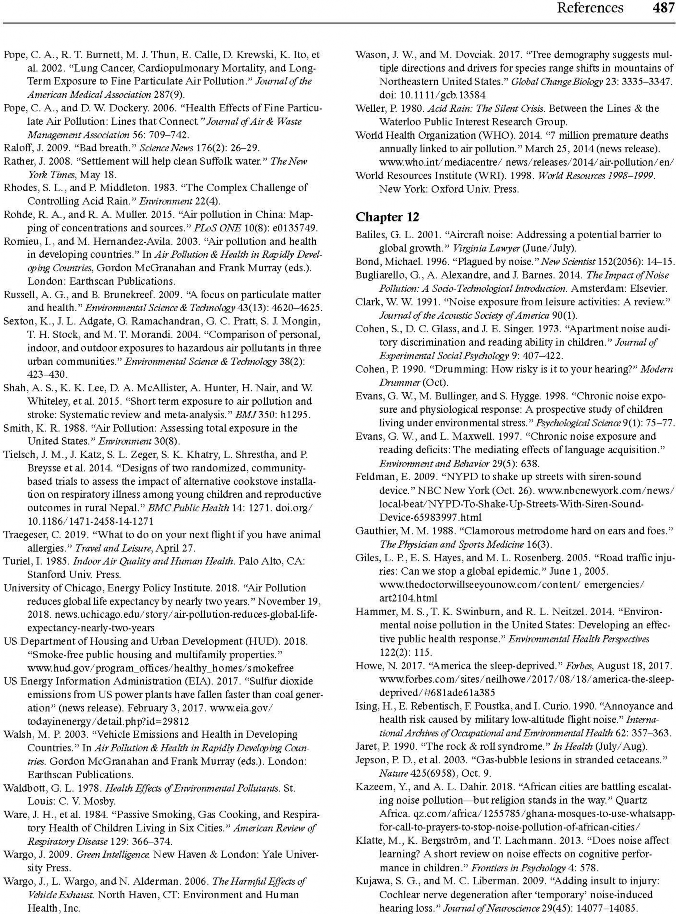 References 487
Pope, C. A., R. T. Burnett, M. J. Thun, E. Calle, D. Krewski, K. Ito, et
al. 2002. “Lung Cancer, Cardiopulmonary Mortality, and Long-
Term Exposure to Fine Particulate Air Pollution.” Journal of the
American Medical Association 287(9).
Pope, C. A., and D. W. Dockery. 2006. “Health Effects of Fine Particu-
late Air Pollution: Lines that Connect.” Journal of Air & Waste
Management Association 56: 709–742.
Raloff, J. 2009. “Bad breath.” Science News 176(2): 26–29.
Rather, J. 2008. “Settlement will help clean Suffolk water.” The New
York Times, May 18.
Rhodes, S. L., and P. Middleton. 1983. “The Complex Challenge of
Controlling Acid Rain.” Environment 22(4).
Rohde, R. A., and R. A. Muller. 2015. “Air pollution in China: Map-
ping of concentrations and sources.” PLoS ONE 10(8): e0135749.
Romieu, I., and M. Hernandez-Avila. 2003. “Air pollution and health
in developing countries.” In Air Pollution & Health in Rapidly Devel-
oping Countries, Gordon McGranahan and Frank Murray (eds.).
London: Earthscan Publications.
Russell, A. G., and B. Brunekreef. 2009. “A focus on particulate matter
and health.” Environmental Science & Technology 43(13): 4620–4625.
Sexton, K., J. L. Adgate, G. Ramachandran, G. C. Pratt, S. J. Mongin,
T. H. Stock, and M. T. Morandi. 2004. “Comparison of personal,
indoor, and outdoor exposures to hazardous air pollutants in three
urban communities.” Environmental Science & Technology 38(2):
423–430.
Shah, A. S., K. K. Lee, D. A. McAllister, A. Hunter, H. Nair, and W.
Whiteley, et al. 2015. “Short term exposure to air pollution and
stroke: Systematic review and meta-analysis.” BMJ 350: h1295.
Smith, K. R. 1988. “Air Pollution: Assessing total exposure in the
United States.” Environment 30(8).
Tielsch, J. M., J. Katz, S. L. Zeger, S. K. Khatry, L. Shrestha, and P.
Breysse et al. 2014. “Designs of two randomized, community-
based trials to assess the impact of alternative cookstove installa-
tion on respiratory illness among young children and reproductive
outcomes in rural Nepal.” BMC Public Health 14: 1271. doi.org/
10.1186/1471-2458-14-1271
Traegeser, C. 2019. “What to do on your next flight if you have animal
allergies.” Travel and Leisure, April 27.
Turiel, I. 1985. Indoor Air Quality and Human Health. Palo Alto, CA:
Stanford Univ. Press.
University of Chicago, Energy Policy Institute. 2018. “Air Pollution
reduces global life expectancy by nearly two years.” November 19,
2018. news.uchicago.edu/story/air-pollution-reduces-global-life-
expectancy-nearly-two-years
US Department of Housing and Urban Development (HUD). 2018.
“Smoke-free public housing and multifamily properties.”
www.hud.gov/program_offices/healthy_homes/smokefree
US Energy Information Administration (EIA). 2017. “Sulfur dioxide
emissions from US power plants have fallen faster than coal gener-
ation” (news release). February 3, 2017. www.eia.gov/
todayinenergy/detail.php?id=29812
Walsh, M. P. 2003. “Vehicle Emissions and Health in Developing
Countries.” In Air Pollution & Health in Rapidly Developing Coun-
tries. Gordon McGranahan and Frank Murray (eds.). London:
Earthscan Publications.
Waldbott, G. L. 1978. Health Effects of Environmental Pollutants. St.
Louis: C. V. Mosby.
Ware, J. H., et al. 1984. “Passive Smoking, Gas Cooking, and Respira-
tory Health of Children Living in Six Cities.” American Review of
Respiratory Disease 129: 366–374.
Wargo, J. 2009. Green Intelligence. New Haven & London: Yale Univer-
sity Press.
Wargo, J., L. Wargo, and N. Alderman. 2006. The Harmful Effects of
Vehicle Exhaust. North Haven, CT: Environment and Human
Health, Inc.
Wason, J. W., and M. Dovciak. 2017. “Tree demography suggests mul-
tiple directions and drivers for species range shifts in mountains of
Northeastern United States.” Global Change Biology 23: 3335–3347.
doi: 10.1111/gcb.13584
Weller, P. 1980. Acid Rain: The Silent Crisis. Between the Lines & the
Waterloo Public Interest Research Group.
World Health Organization (WHO). 2014. “7 million premature deaths
annually linked to air pollution.” March 25, 2014 (news release).
www.who.int/mediacentre/ news/releases/2014/air-pollution/en/
World Resources Institute (WRI). 1998. World Resources 1998–1999.
New York: Oxford Univ. Press.
Chapter 12
Baliles, G. L. 2001. “Aircraft noise: Addressing a potential barrier to
global growth.” Virginia Lawyer (June/July).
Bond, Michael. 1996. “Plagued by noise.” New Scientist 152(2056): 14–15.
Bugliarello, G., A. Alexandre, and J. Barnes. 2014. The Impact of Noise
Pollution: A Socio-Technological Introduction. Amsterdam: Elsevier.
Clark, W. W. 1991. “Noise exposure from leisure activities: A review.”
Journal of the Acoustic Society of America 90(1).
Cohen, S., D. C. Glass, and J. E. Singer. 1973. “Apartment noise audi-
tory discrimination and reading ability in children.” Journal of
Experimental Social Psychology 9: 407–422.
Cohen, P. 1990. “Drumming: How risky is it to your hearing?” Modern
Drummer (Oct).
Evans, G. W., M. Bullinger, and S. Hygge. 1998. “Chronic noise expo-
sure and physiological response: A prospective study of children
living under environmental stress.” Psychological Science 9(1): 75–77.
Evans, G. W., and L. Maxwell. 1997. “Chronic noise exposure and
reading deficits: The mediating effects of language acquisition.”
Environment and Behavior 29(5): 638.
Feldman, E. 2009. “NYPD to shake up streets with siren-sound
device.” NBC New York (Oct. 26). www.nbcnewyork.com/news/
local-beat/NYPD-To-Shake-Up-Streets-With-Siren-Sound-
Device-65983997.html
Gauthier, M. M. 1988. “Clamorous metrodome hard on ears and foes.”
The Physician and Sports Medicine 16(3).
Giles, L. P., E. S. Hayes, and M. L. Rosenberg. 2005. “Road traffic inju-
ries: Can we stop a global epidemic.” June 1, 2005.
www.thedoctorwillseeyounow.com/content/ emergencies/
art2104.html
Hammer, M. S., T. K. Swinburn, and R. L. Neitzel. 2014. “Environ-
mental noise pollution in the United States: Developing an effec-
tive public health response.” Environmental Health Perspectives
122(2): 115.
Howe, N. 2017. “America the sleep-deprived.” Forbes, August 18, 2017.
www.forbes.com/sites/neilhowe/2017/08/18/america-the-sleep-
deprived/#681ade61a385
Ising, H., E. Rebentisch, F. Poustka, and I. Curio. 1990. “Annoyance and
health risk caused by military low-altitude flight noise.” Interna-
tional Archives of Occupational and Environmental Health 62: 357–363.
Jaret, P. 1990. “The rock & roll syndrome.” In Health (July/Aug).
Jepson, P. D., et al. 2003. “Gas-bubble lesions in stranded cetaceans.”
Nature 425(6958), Oct. 9.
Kazeem, Y., and A. L. Dahir. 2018. “African cities are battling escalat-
ing noise pollution—but religion stands in the way.” Quartz
Africa. qz.com/africa/1255785/ghana-mosques-to-use-whatsapp-
for-call-to-prayers-to-stop-noise-pollution-of-african-cities/
Klatte, M., K. Bergström, and T. Lachmann. 2013. “Does noise affect
learning? A short review on noise effects on cognitive perfor-
mance in children.” Frontiers in Psychology 4: 578.
Kujawa, S. G., and M. C. Liberman. 2009. “Adding insult to injury:
Cochlear nerve degeneration after ‘temporary’ noise-induced
hearing loss.” Journal of Neuroscience 29(45): 14077–14085.